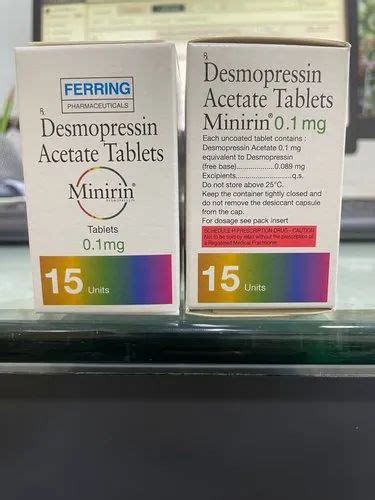 FERRING
PHARMACEUTICALS
Rx
Desmopressin
Acetate Tablets
Minirin®
DESMOPRESSIN
Tablets
0.1mg
15 Units
Rx
Desmopressin
Acetate Tablets
Minirin® 0.1 mg
Each uncoated tablet contains :
Desmopressin Acetate 0.1 mg
equivalent to Desmopressin
(free base)....................0.089 mg
Excipients......................q.s.
Do not store above 25°C.
Keep the container tightly closed and
do not remove the desiccant capsule
from the cap.
For dosage see pack insert
SCHEDULE H PRESCRIPTION DRUG - CAUTION
Not to be sold by retail without the prescription of
a Registered Medical Practitioner.
15 Units